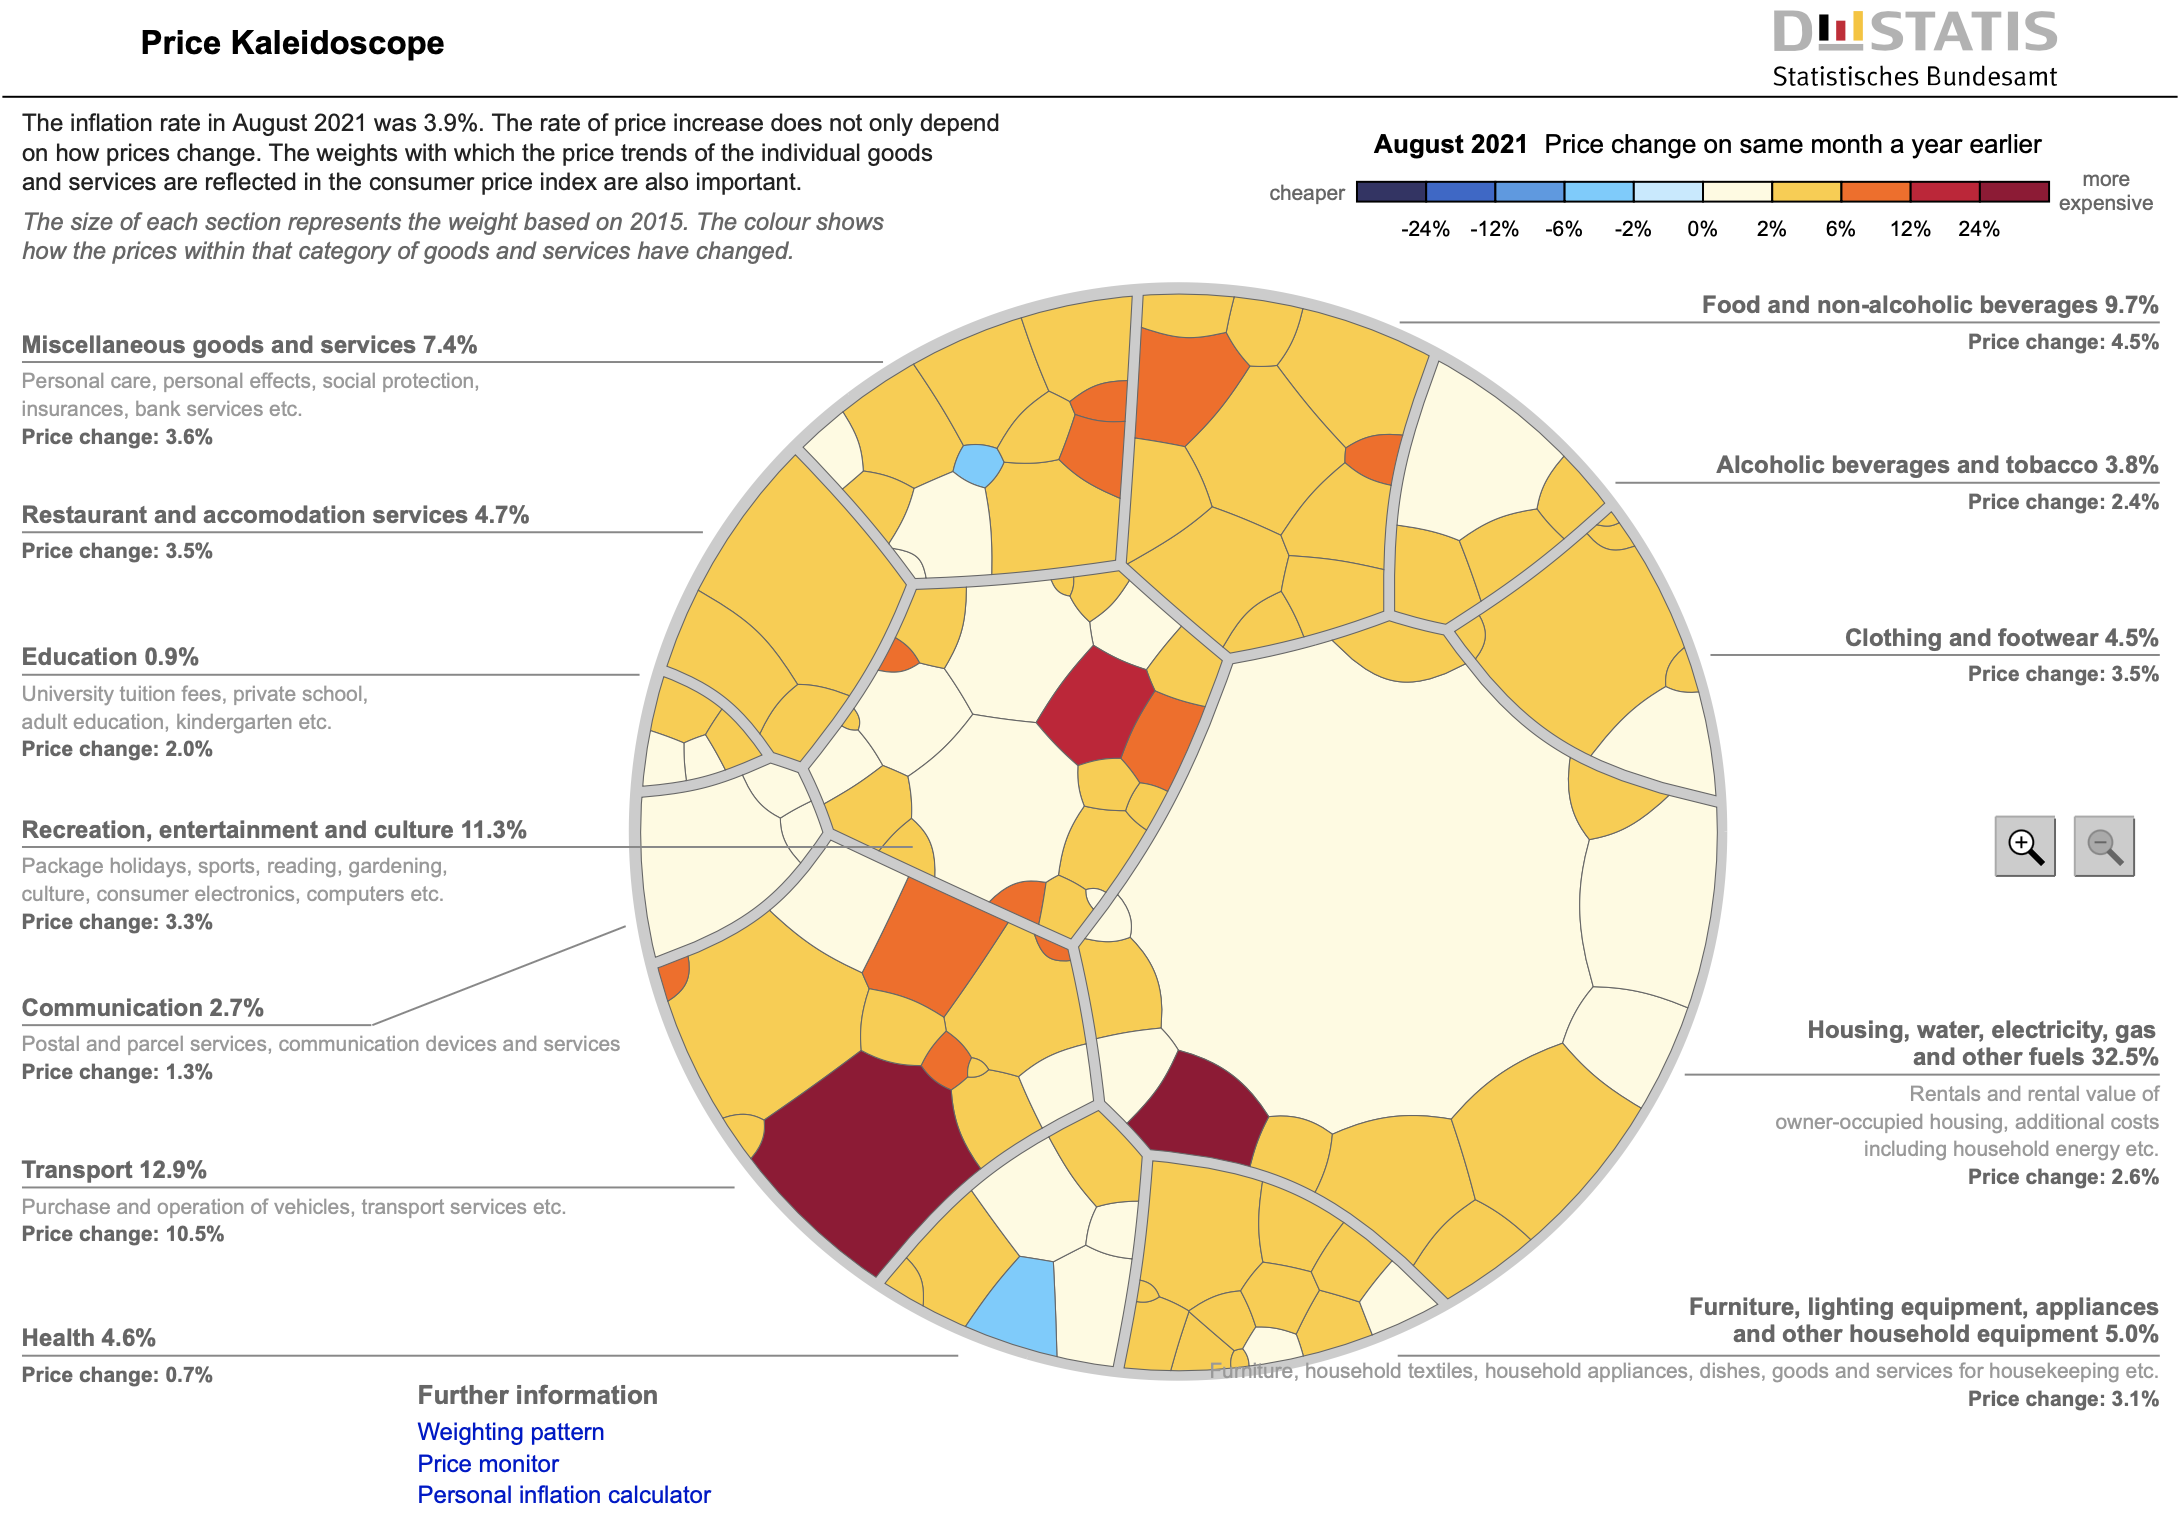 Price Kaleidoscope
D STATIS
Statistisches Bundesamt
The inflation rate in August 2021 was 3.9%. The rate of price increase does not only depend
on how prices change. The weights with which the price trends of the individual goods
and services are reflected in the consumer price index are also important.
The size of each section represents the weight based on 2015. The colour shows
how the prices within that category of goods and services have changed.
August 2021 Price change on same month a year earlier
cheaper
more
expensive
-24% -12% -6% -2% 0% 2% 6% 12% 24%
Miscellaneous goods and services 7.4%
Personal care, personal effects, social protection,
insurances, bank services etc.
Price change: 3.6%
Restaurant and accomodation services 4.7%
Price change: 3.5%
Education 0.9%
University tuition fees, private school,
adult education, kindergarten etc.
Price change: 2.0%
Recreation, entertainment and culture 11.3%
Package holidays, sports, reading, gardening,
culture, consumer electronics, computers etc.
Price change: 3.3%
Communication 2.7%
Postal and parcel services, communication devices and services
Price change: 1.3%
Transport 12.9%
Purchase and operation of vehicles, transport services etc.
Price change: 10.5%
Health 4.6%
Price change: 0.7%
Food and non-alcoholic beverages 9.7%
Price change: 4.5%
Alcoholic beverages and tobacco 3.8%
Price change: 2.4%
Clothing and footwear 4.5%
Price change: 3.5%
Housing, water, electricity, gas
and other fuels 32.5%
Rentals and rental value of
owner-occupied housing, additional costs
including household energy etc.
Price change: 2.6%
Furniture, lighting equipment, appliances
and other household equipment 5.0%
Furniture, household textiles, household appliances, dishes, goods and services for housekeeping etc.
Price change: 3.1%
Further information
Weighting pattern
Price monitor
Personal inflation calculator